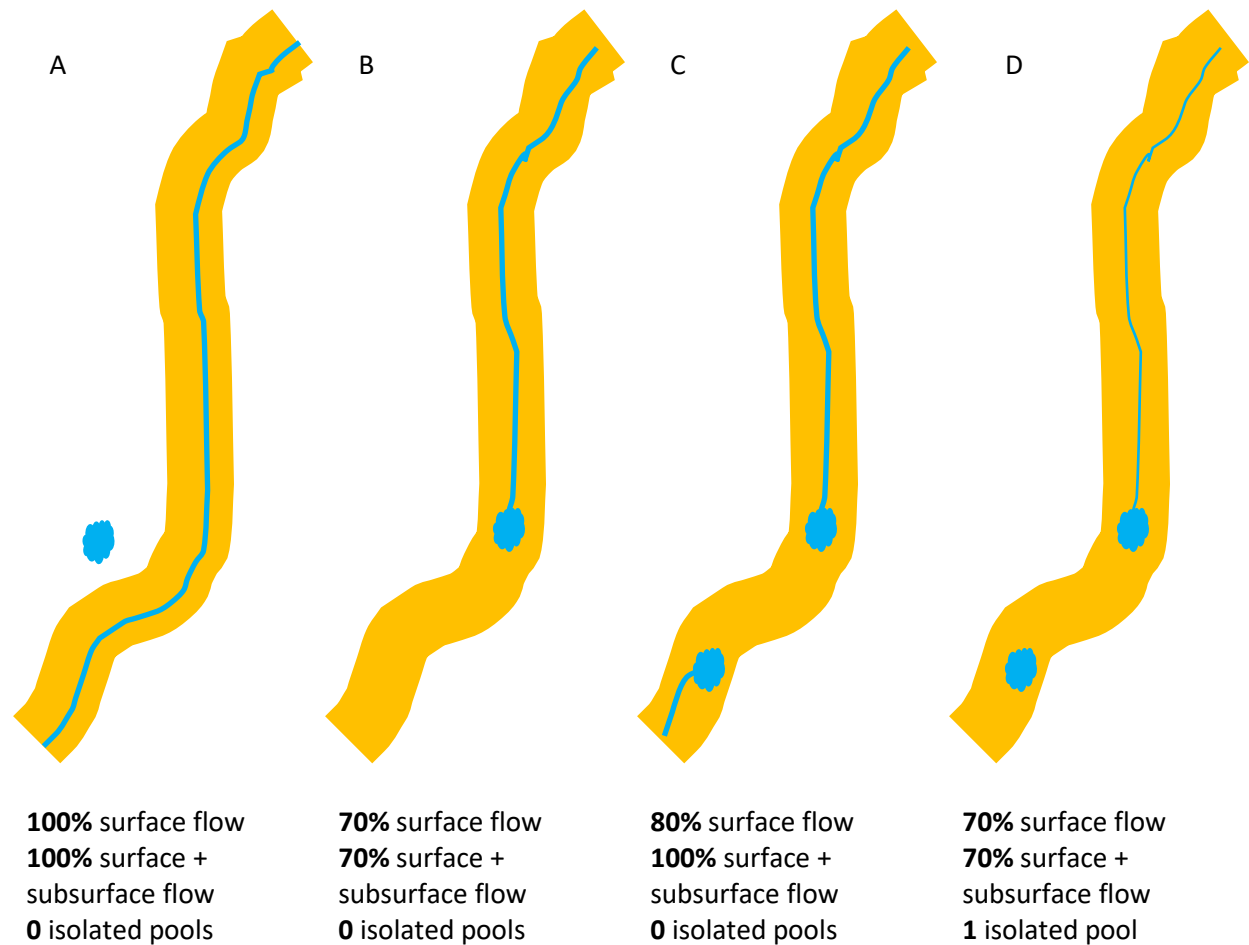 A
B
C
D
100% surface flow
100% surface +
subsurface flow
0 isolated pools
70% surface flow
70% surface +
subsurface flow
0 isolated pools
80% surface flow
100% surface +
subsurface flow
0 isolated pools
70% surface flow
70% surface +
subsurface flow
1 isolated pool